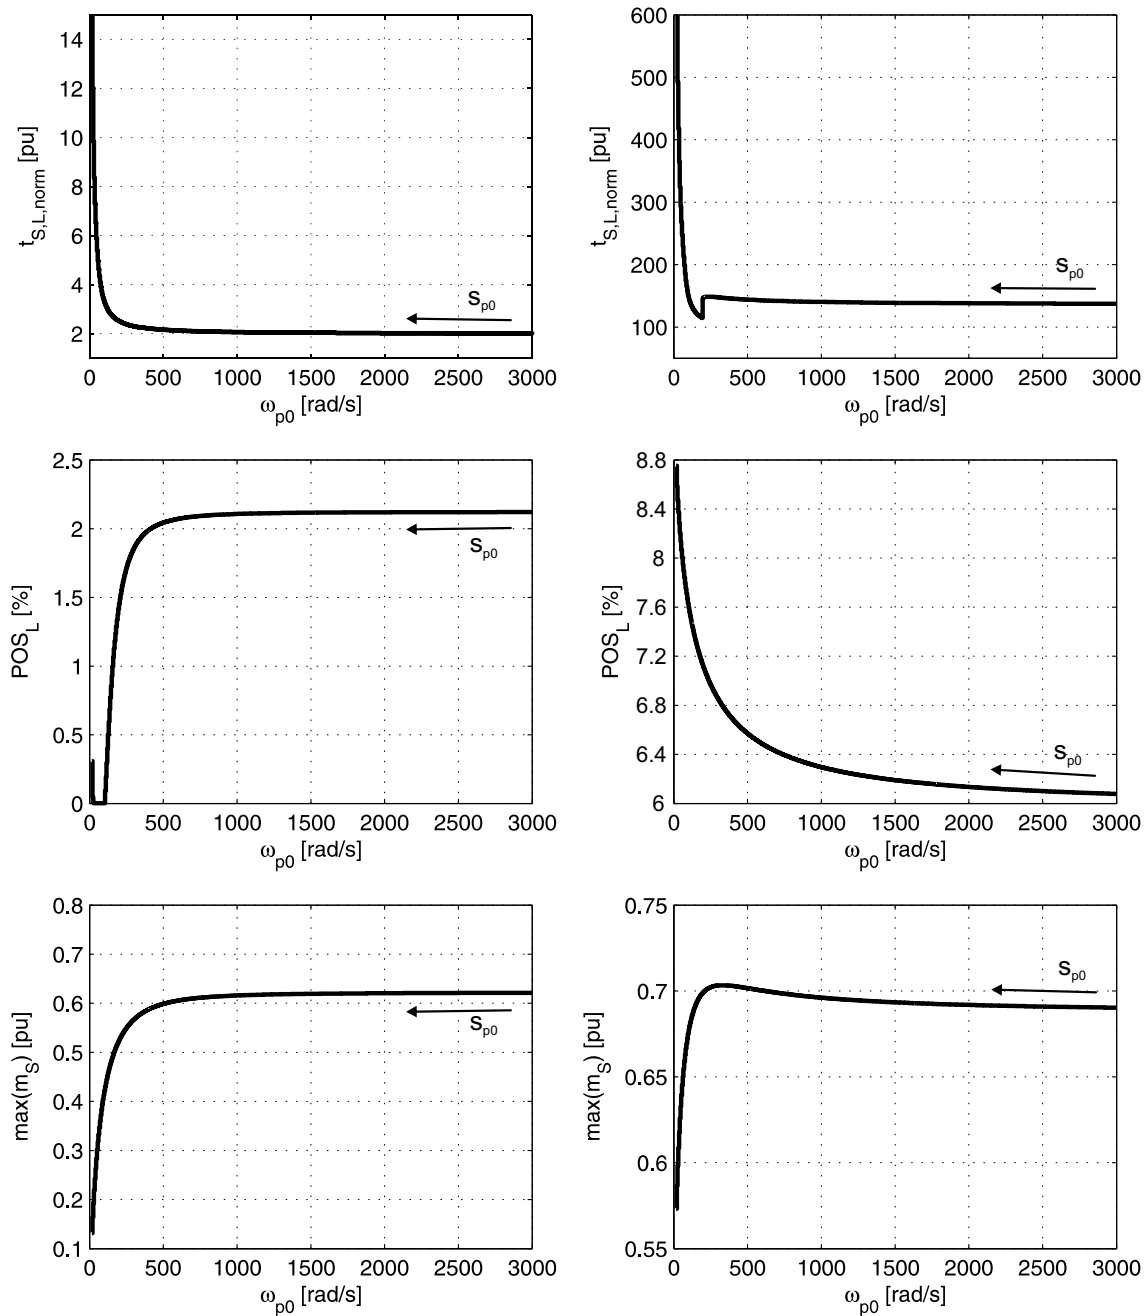 14
12
10
8
6
4
2
t_{S,L,norm} [pu]
s_{p0}
0 500 1000 1500 2000 2500 3000
ω_{p0} [rad/s]
600
500
400
300
200
100
t_{S,L,norm} [pu]
s_{p0}
0 500 1000 1500 2000 2500 3000
ω_{p0} [rad/s]
2.5
2
1.5
1
0.5
0
POS_L [%]
s_{p0}
0 500 1000 1500 2000 2500 3000
ω_{p0} [rad/s]
8.8
8.4
8
7.6
7.2
6.8
6.4
6
POS_L [%]
s_{p0}
0 500 1000 1500 2000 2500 3000
ω_{p0} [rad/s]
0.8
0.7
0.6
0.5
0.4
0.3
0.2
0.1
max(m_S) [pu]
s_{p0}
0 500 1000 1500 2000 2500 3000
ω_{p0} [rad/s]
0.75
0.7
0.65
0.6
0.55
max(m_S) [pu]
s_{p0}
0 500 1000 1500 2000 2500 3000
ω_{p0} [rad/s]